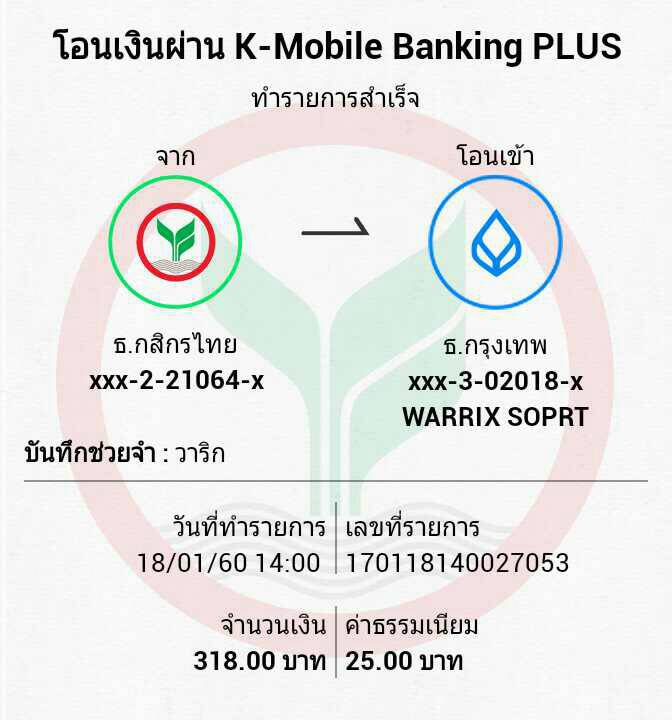 โอนเงินผ่าน K-Mobile Banking PLUS
ทำรายการสำเร็จ
จาก
โอนเข้า
ธ.กสิกรไทย
xxx-2-21064-x
ธ.กรุงเทพ
xxx-3-02018-x
WARRIX SOPRT
บันทึกช่วยจำ : วาริก
วันที่ทำรายการ
18/01/60 14:00
เลขที่รายการ
170118140027053
จำนวนเงิน
318.00 บาท
ค่าธรรมเนียม
25.00 บาท